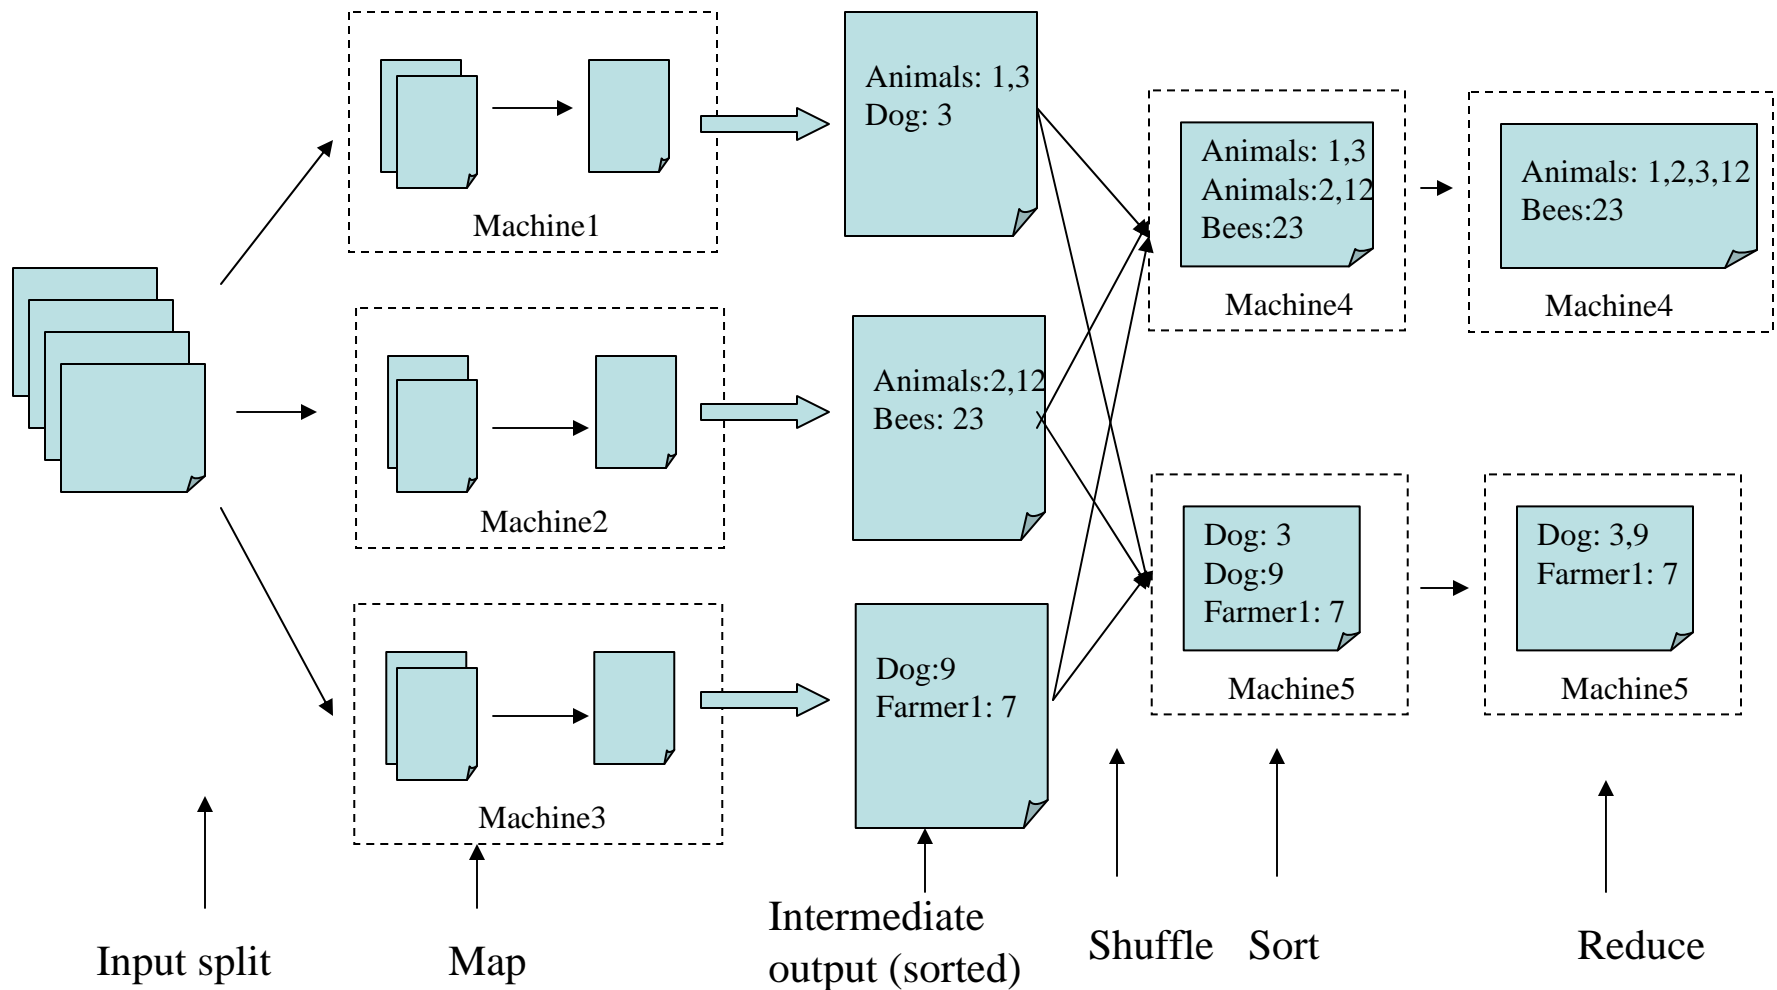 Animals: 1,3
Dog: 3
Machine1
Animals:2,12
Bees: 23
Machine2
Dog:9
Farmer1: 7
Machine3
Animals: 1,3
Animals:2,12
Bees:23
Machine4
Animals: 1,2,3,12
Bees:23
Machine4
Dog: 3
Dog:9
Farmer1: 7
Machine5
Dog: 3,9
Farmer1: 7
Machine5
Input split
Map
Intermediate
output (sorted)
Shuffle
Sort
Reduce